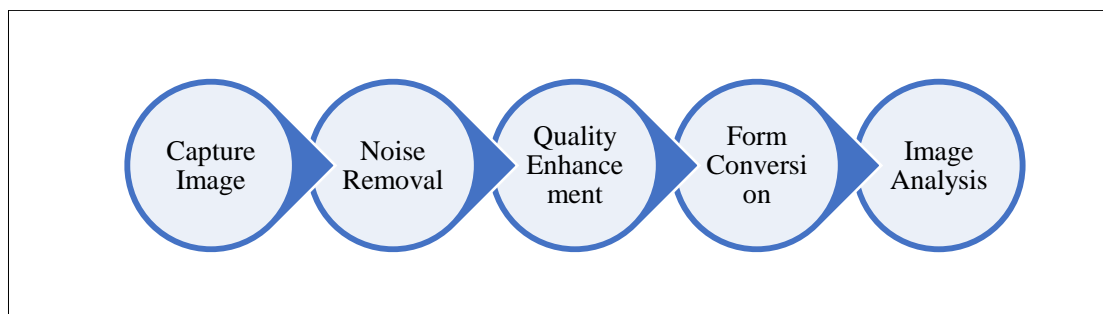 Capture
Image
Noise
Removal
Quality
Enhance
ment
Form
Conversi
on
Image
Analysis